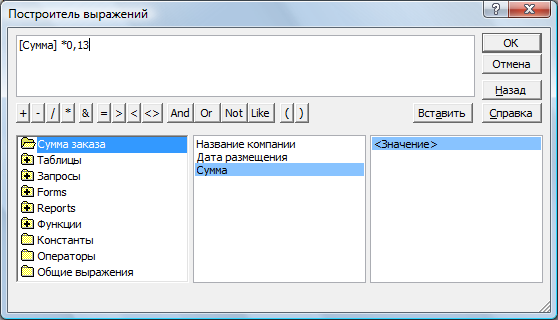 Построитель выражений
[Сумма] *0,13
ОК
Отмена
Назад
+ - / * & = > < <> And Or Not Like ( ) Вставить Справка
Сумма заказа
Таблицы
Запросы
Forms
Reports
Функции
Константы
Операторы
Общие выражения
Название компании
Дата размещения
Сумма
<Значение>